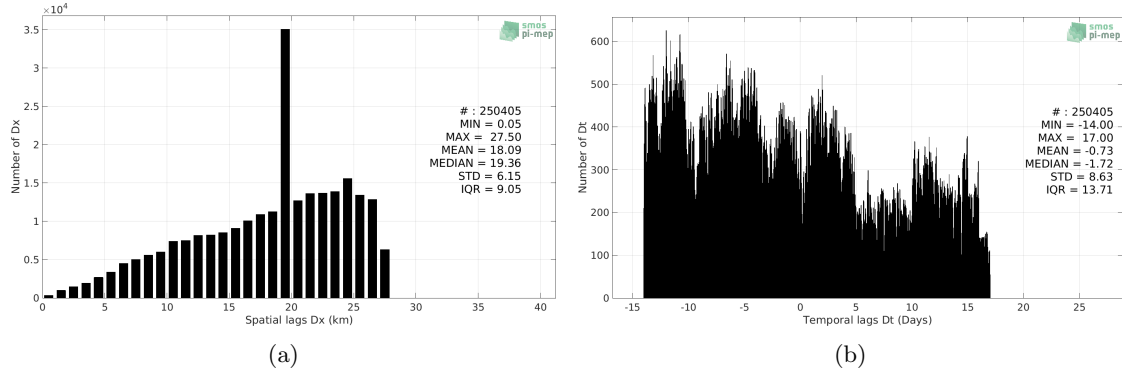 ×10⁴
3.5
3
2.5
2
1.5
1
0.5
0
Number of Dx
smos
pi-mep
# : 250405
MIN = 0.05
MAX = 27.50
MEAN = 18.09
MEDIAN = 19.36
STD = 6.15
IQR = 9.05
0 5 10 15 20 25 30 35 40
Spatial lags Dx (km)
(a)
600
500
400
300
200
100
0
Number of Dt
smos
pi-mep
# : 250405
MIN = -14.00
MAX = 17.00
MEAN = -0.73
MEDIAN = -1.72
STD = 8.63
IQR = 13.71
-15 -10 -5 0 5 10 15 20 25
Temporal lags Dt (Days)
(b)